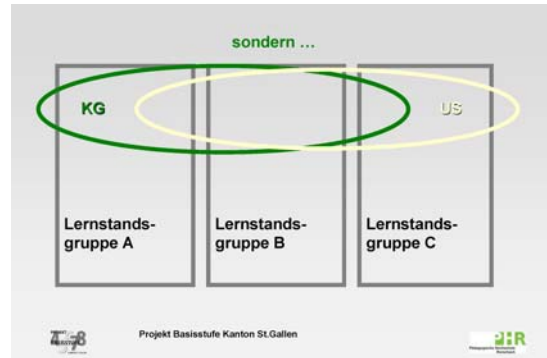 sondern ...
KG
US
Lernstands-
gruppe A
Lernstands-
gruppe B
Lernstands-
gruppe C
Projekt Basisstufe Kanton St.Gallen
PHR